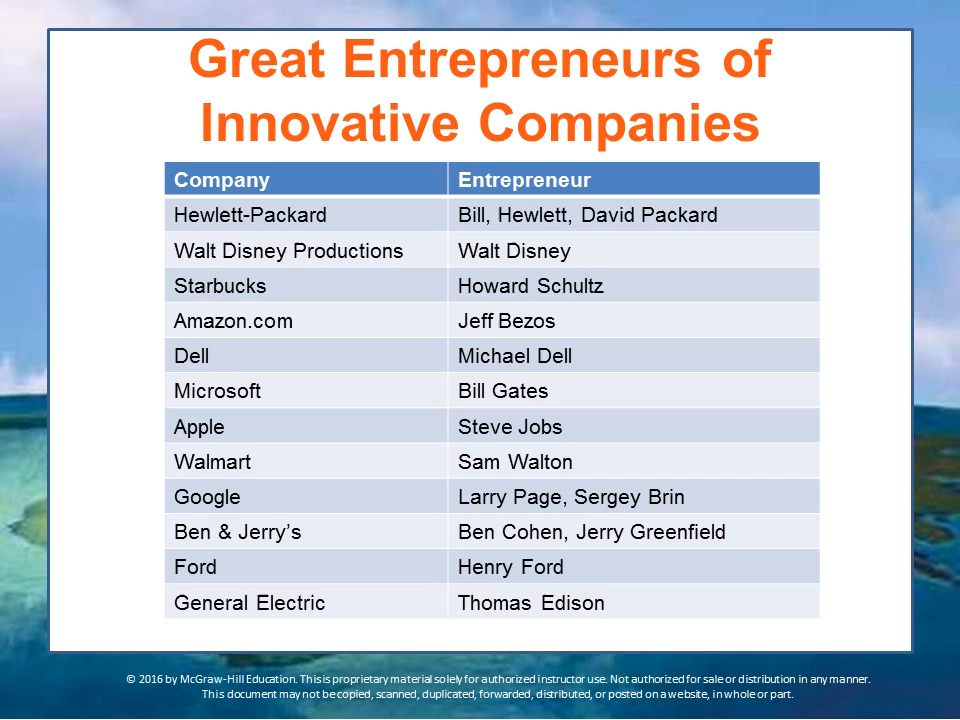 Great Entrepreneurs of
Innovative Companies
Company Entrepreneur
Hewlett-Packard Bill, Hewlett, David Packard
Walt Disney Productions Walt Disney
Starbucks Howard Schultz
Amazon.com Jeff Bezos
Dell Michael Dell
Microsoft Bill Gates
Apple Steve Jobs
Walmart Sam Walton
Google Larry Page, Sergey Brin
Ben & Jerry’s Ben Cohen, Jerry Greenfield
Ford Henry Ford
General Electric Thomas Edison
© 2016 by McGraw-Hill Education. This is proprietary material solely for authorized instructor use. Not authorized for sale or distribution in any manner.
This document may not be copied, scanned, duplicated, forwarded, distributed, or posted on a website, in whole or part.